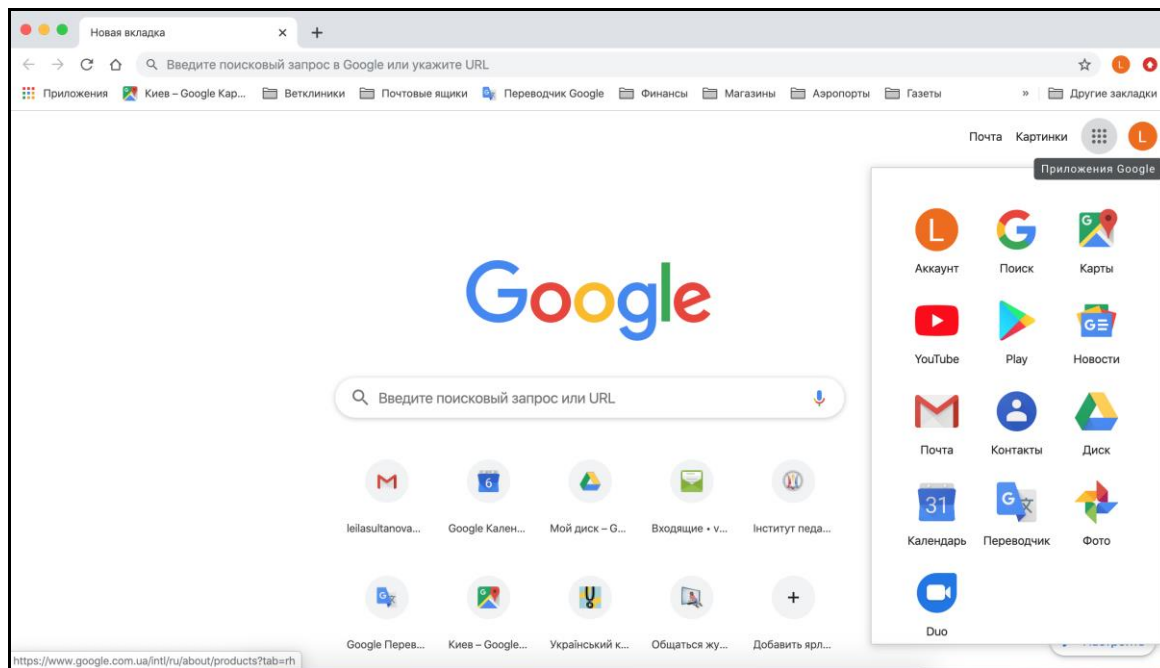 Новая вкладка
Введите поисковый запрос в Google или укажите URL
L
Приложения Киев – Google Кар... Ветклиники Почтовые ящики Переводчик Google Финансы Магазины Аэропорты Газеты » Другие закладки
Почта Картинки L
Приложения Google
L G G
Аккаунт Поиск Карты
Google
YouTube Play Новости
Введите поисковый запрос или URL
Почта Контакты Диск
6
leilasultanova... Google Кален... Мой диск – G... Входящие • v... Інститут педа...
31
Календарь Переводчик Фото
Duo
Google Перев... Киев – Google... Український к... Общаться жу... Добавить ярл...
https://www.google.com.ua/intl/ru/about/products?tab=rh